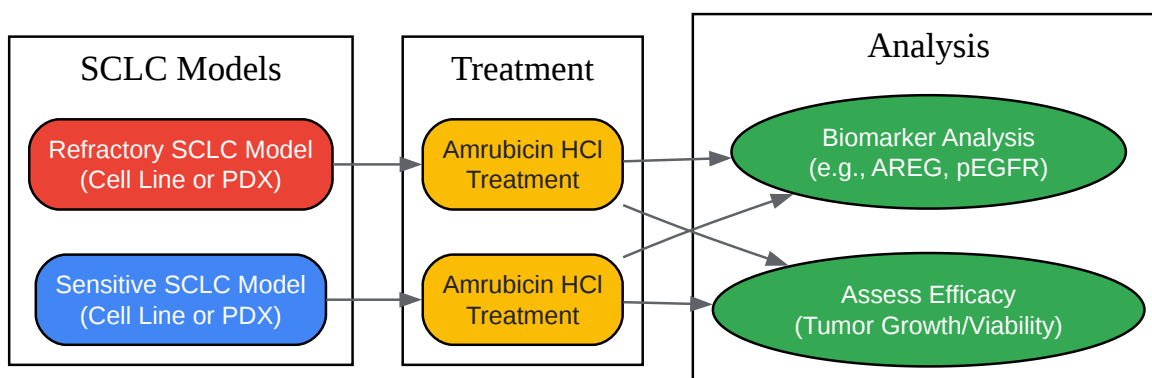 SCLC Models
Refractory SCLC Model
(Cell Line or PDX)
Sensitive SCLC Model
(Cell Line or PDX)
Treatment
Amrubicin HCl
Treatment
Amrubicin HCl
Treatment
Analysis
Biomarker Analysis
(e.g., AREG, pEGFR)
Assess Efficacy
(Tumor Growth/Viability)